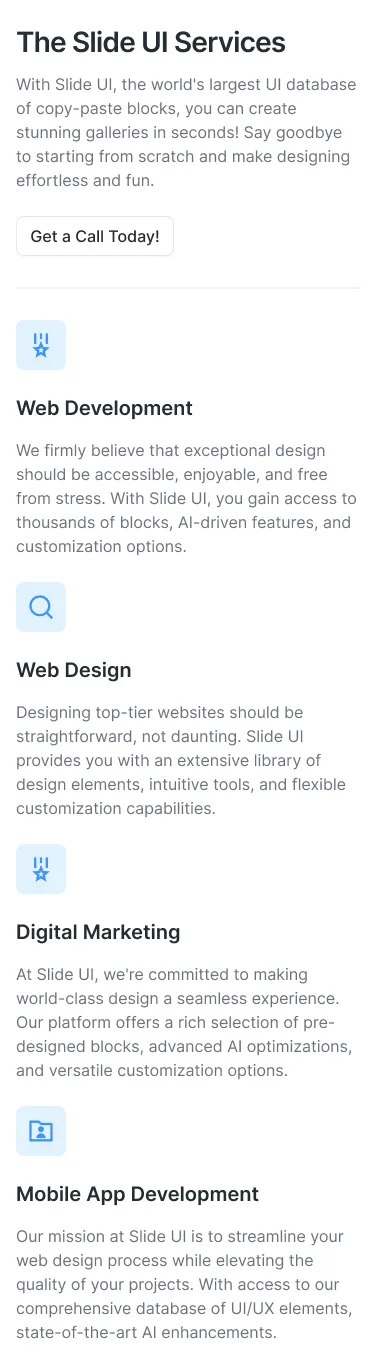 The Slide UI Services
With Slide UI, the world's largest UI database
of copy-paste blocks, you can create
stunning galleries in seconds! Say goodbye
to starting from scratch and make designing
effortless and fun.
Get a Call Today!
Web Development
We firmly believe that exceptional design
should be accessible, enjoyable, and free
from stress. With Slide UI, you gain access to
thousands of blocks, AI-driven features, and
customization options.
Web Design
Designing top-tier websites should be
straightforward, not daunting. Slide UI
provides you with an extensive library of
design elements, intuitive tools, and flexible
customization capabilities.
Digital Marketing
At Slide UI, we're committed to making
world-class design a seamless experience.
Our platform offers a rich selection of pre-
designed blocks, advanced AI optimizations,
and versatile customization options.
Mobile App Development
Our mission at Slide UI is to streamline your
web design process while elevating the
quality of your projects. With access to our
comprehensive database of UI/UX elements,
state-of-the-art AI enhancements.